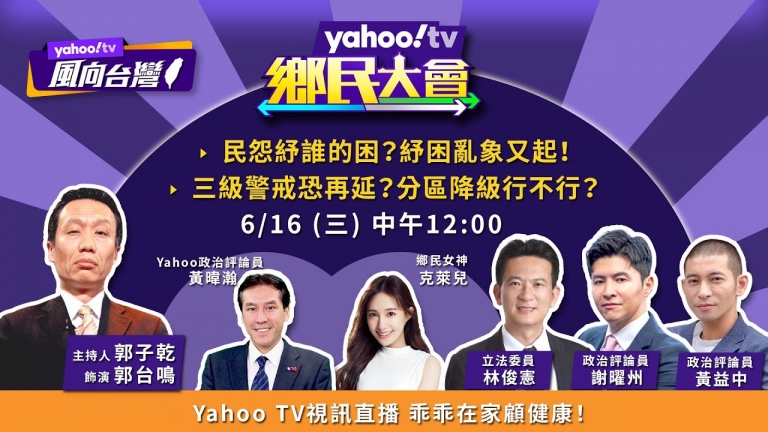 yahoo!tv
風向台灣
yahoo!tv
鄉民大會
民怨紓誰的困？紓困亂象又起！
三級警戒恐再延？分區降級行不行？
6/16 (三) 中午12:00
Yahoo政治評論員
黃暐瀚
鄉民女神
克萊兒
主持人 郭子乾
飾演 郭台鳴
立法委員
林俊憲
政治評論員
謝曜州
政治評論員
黃益中
Yahoo TV視訊直播 乖乖在家顧健康！